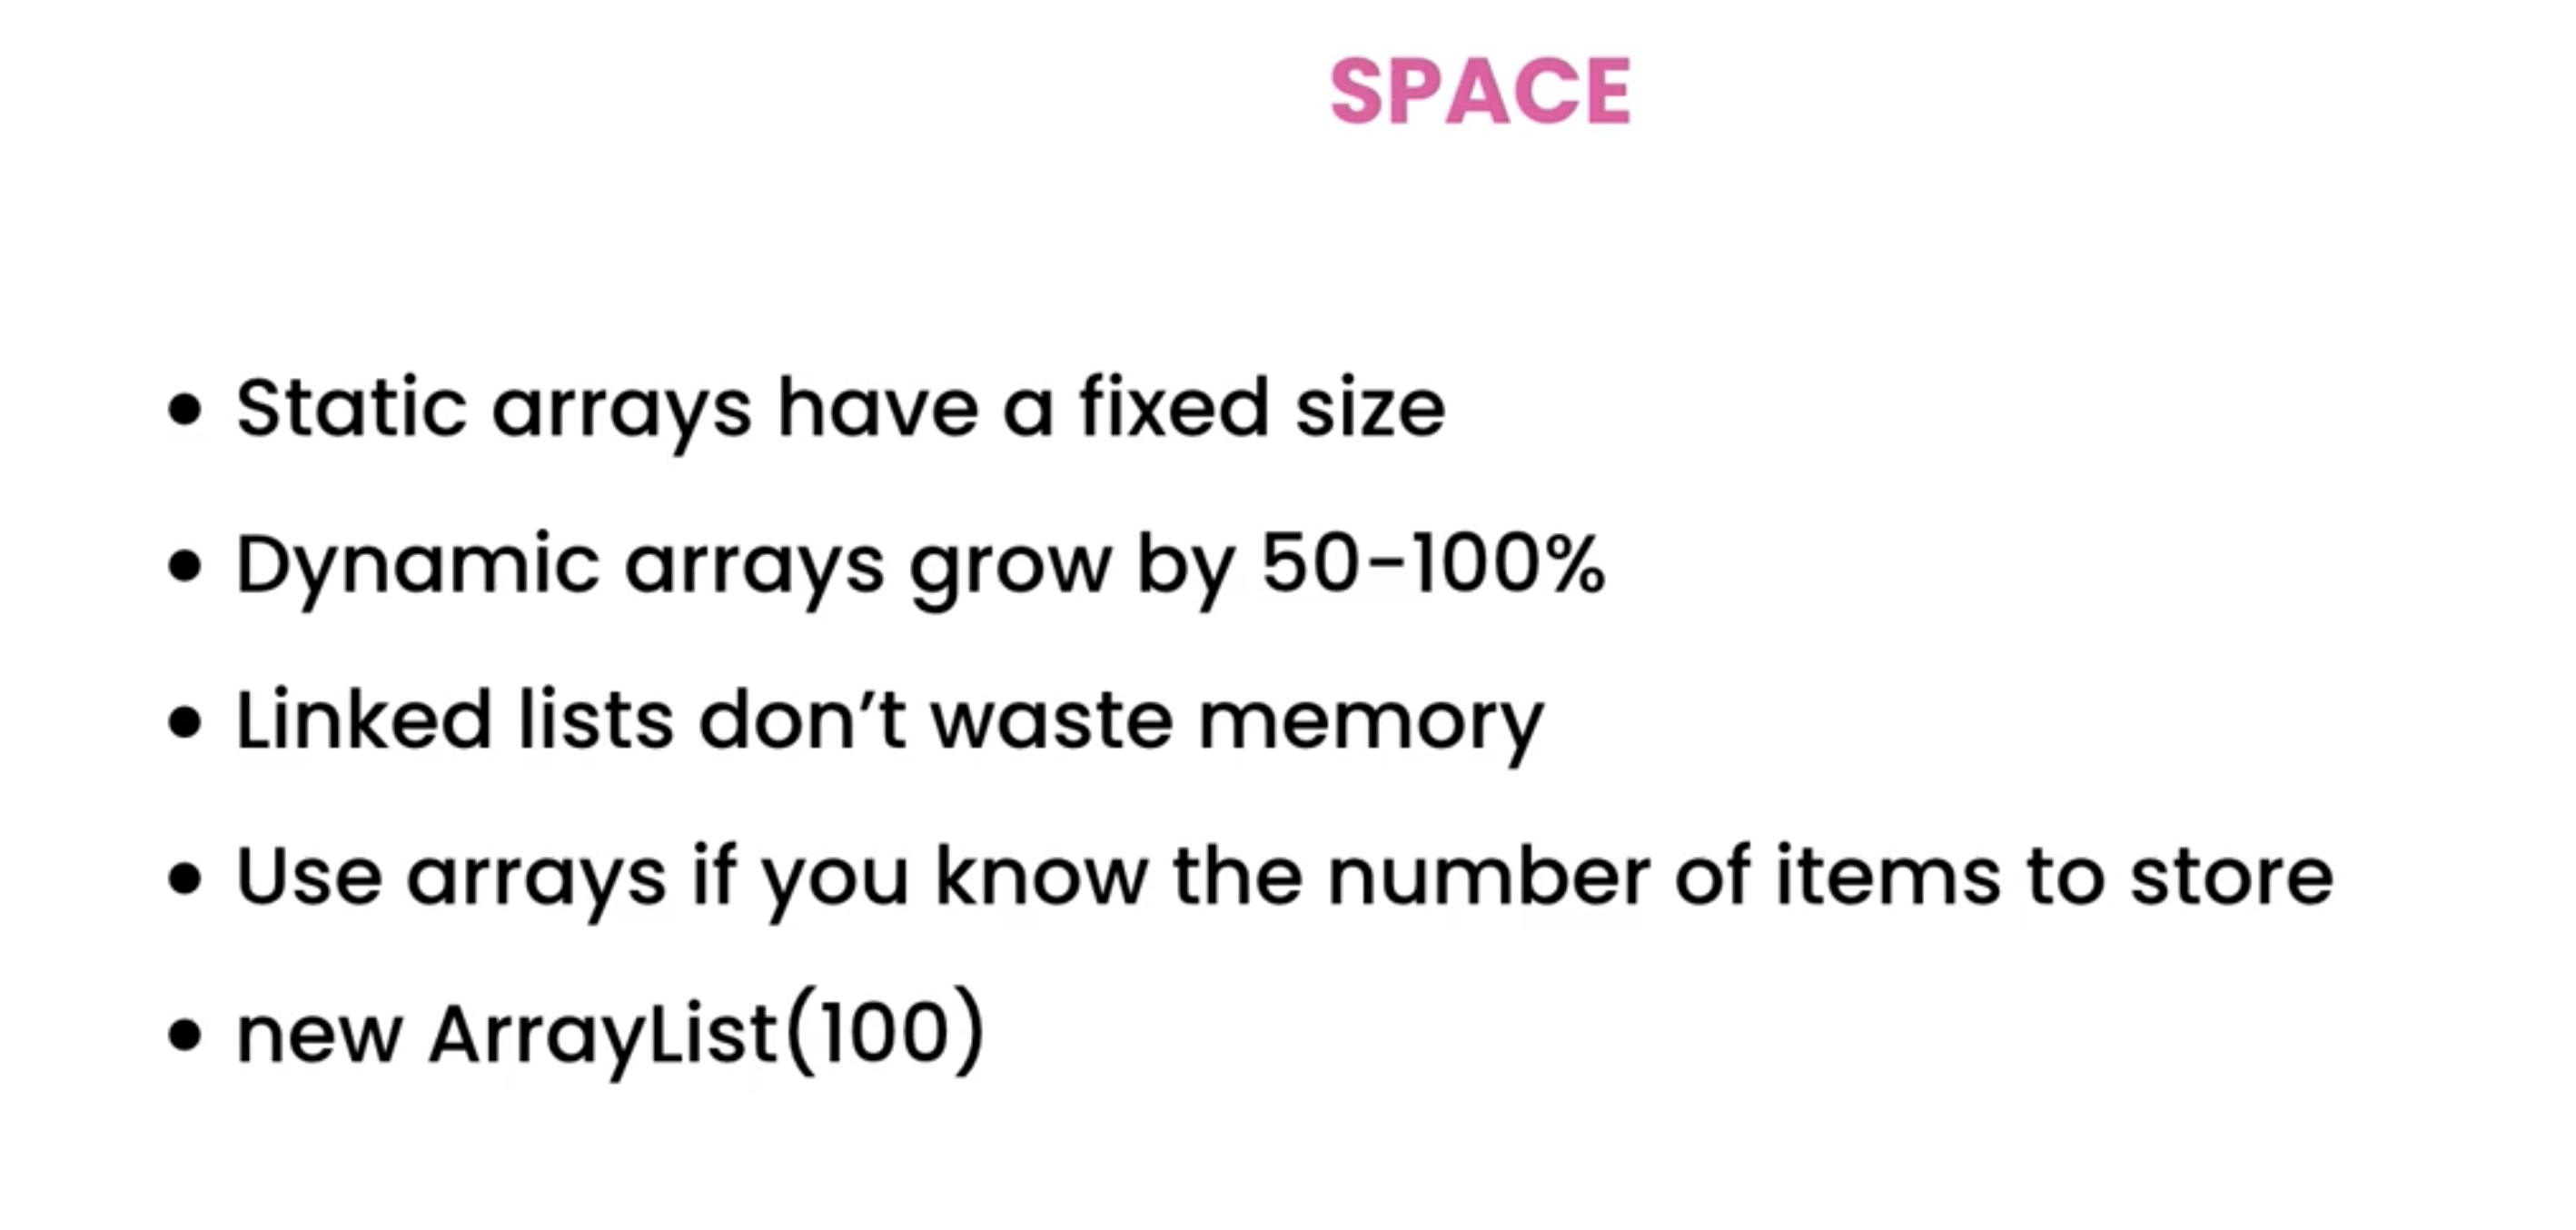 SPACE
• Static arrays have a fixed size
• Dynamic arrays grow by 50-100%
• Linked lists don’t waste memory
• Use arrays if you know the number of items to store
• new ArrayList(100)